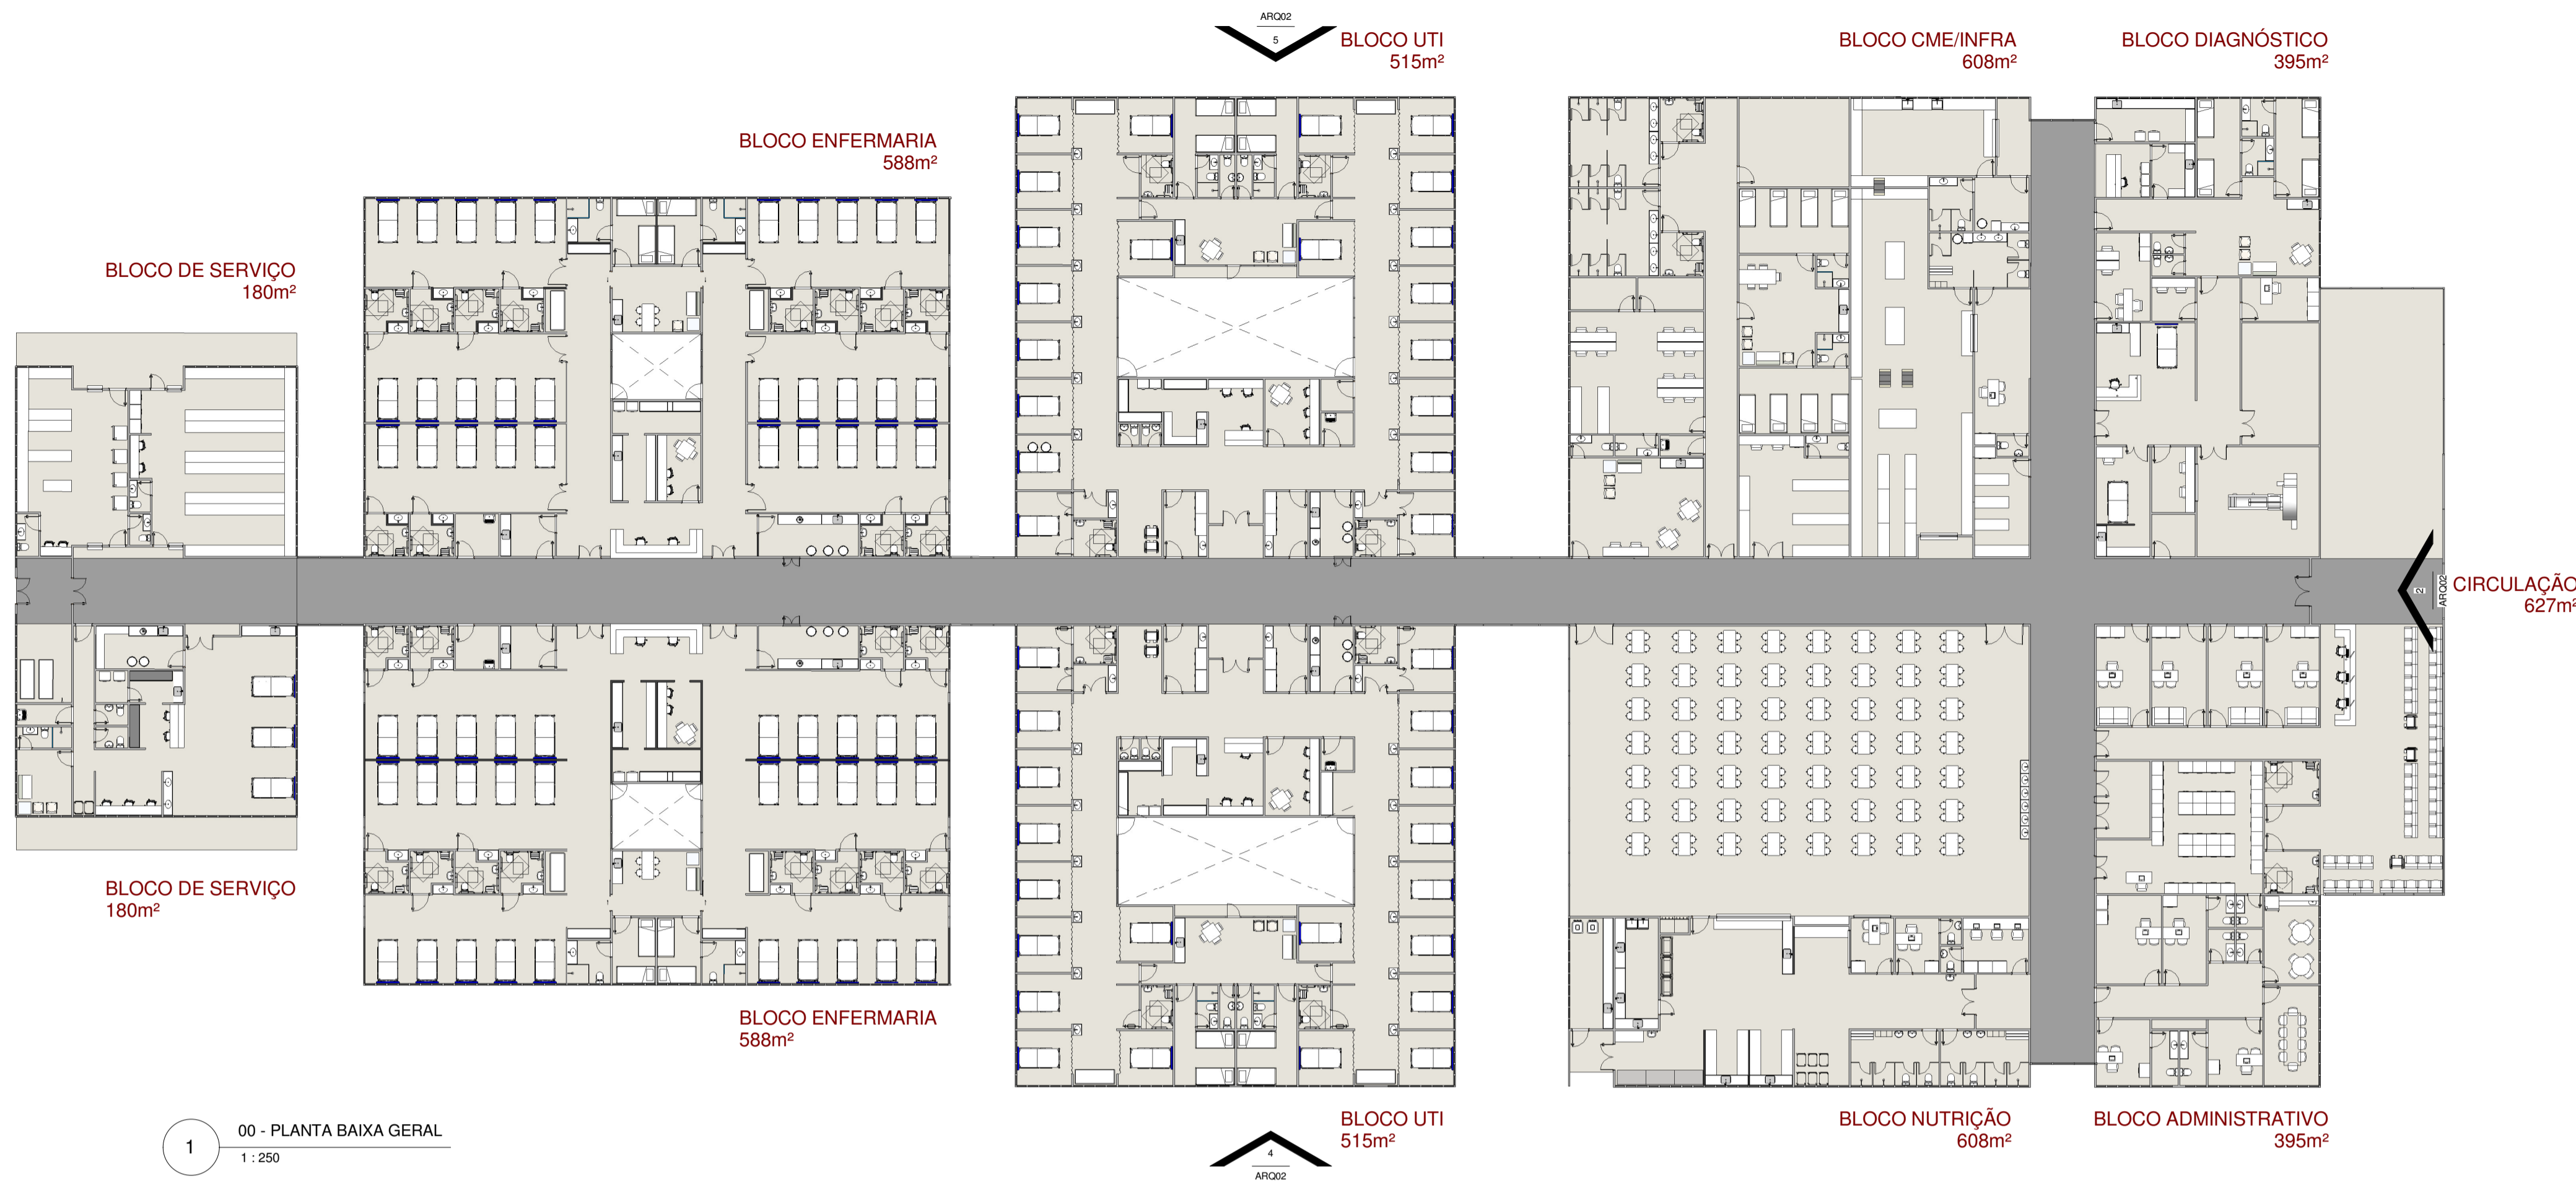 ARQ02
5
BLOCO UTI
515m²
BLOCO CME/INFRA
608m²
BLOCO DIAGNÓSTICO
395m²
BLOCO ENFERMARIA
588m²
BLOCO DE SERVIÇO
180m²
CIRCULAÇÃO
627m²
2
ARQ02
BLOCO DE SERVIÇO
180m²
BLOCO ENFERMARIA
588m²
BLOCO UTI
515m²
BLOCO NUTRIÇÃO
608m²
BLOCO ADMINISTRATIVO
395m²
4
ARQ02
1
00 - PLANTA BAIXA GERAL
1 : 250